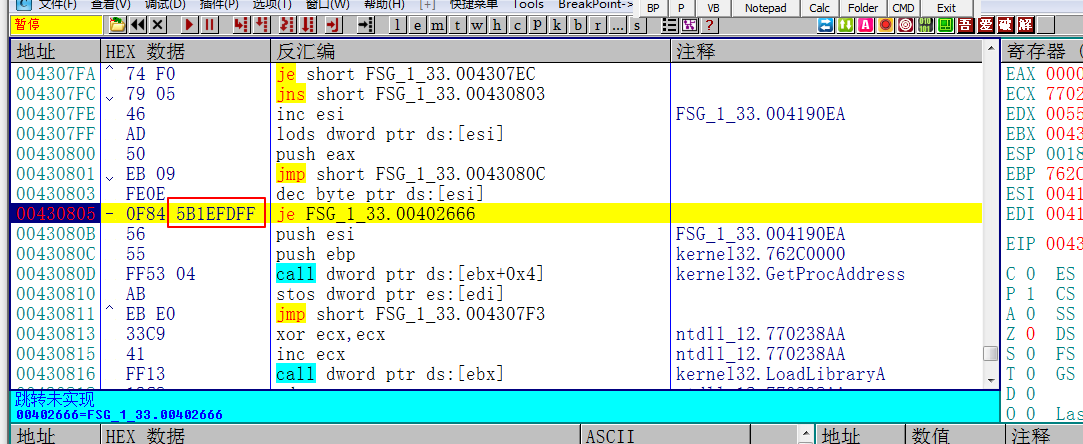 文件(F) 查看(V) 调试(D) 插件(P) 选项(T) 窗口(W) 帮助(H) [+] 快捷菜单 Tools BreakPoint-> BP P VB Notepad Calc Folder CMD Exit
暂停 l e m t w h c p k b r ... s 吾 爱 破 解
地址 HEX 数据 反汇编 注释 寄存器 (
004307FA ^ 74 F0 je short FSG_1_33.004307EC EAX 0000
004307FC 79 05 jns short FSG_1_33.00430803 ECX 7702
004307FE 46 inc esi FSG_1_33.004190EA EDX 0055
004307FF AD lods dword ptr ds:[esi] EBX 0043
00430800 50 push eax ESP 0018
00430801 EB 09 jmp short FSG_1_33.0043080C EBP 762C
00430803 FE0E dec byte ptr ds:[esi] ESI 0041
00430805 - 0F84 5B1EFDFF je FSG_1_33.00402666 EDI 0041
0043080B 56 push esi FSG_1_33.004190EA
0043080C 55 push ebp kernel32.762C0000 EIP 0043
0043080D FF53 04 call dword ptr ds:[ebx+0x4] kernel32.GetProcAddress C 0 ES
00430810 AB stos dword ptr es:[edi] P 1 CS
00430811 ^ EB E0 jmp short FSG_1_33.004307F3 A 0 SS
00430813 33C9 xor ecx,ecx ntdll_12.770238AA Z 0 DS
00430815 41 inc ecx ntdll_12.770238AA S 0 FS
00430816 FF13 call dword ptr ds:[ebx] kernel32.LoadLibraryA T 0 GS
D 0
跳转未实现
00402666=FSG_1_33.00402666 O 0 Las
地址 HEX 数据 ASCII 地址 数值 注释